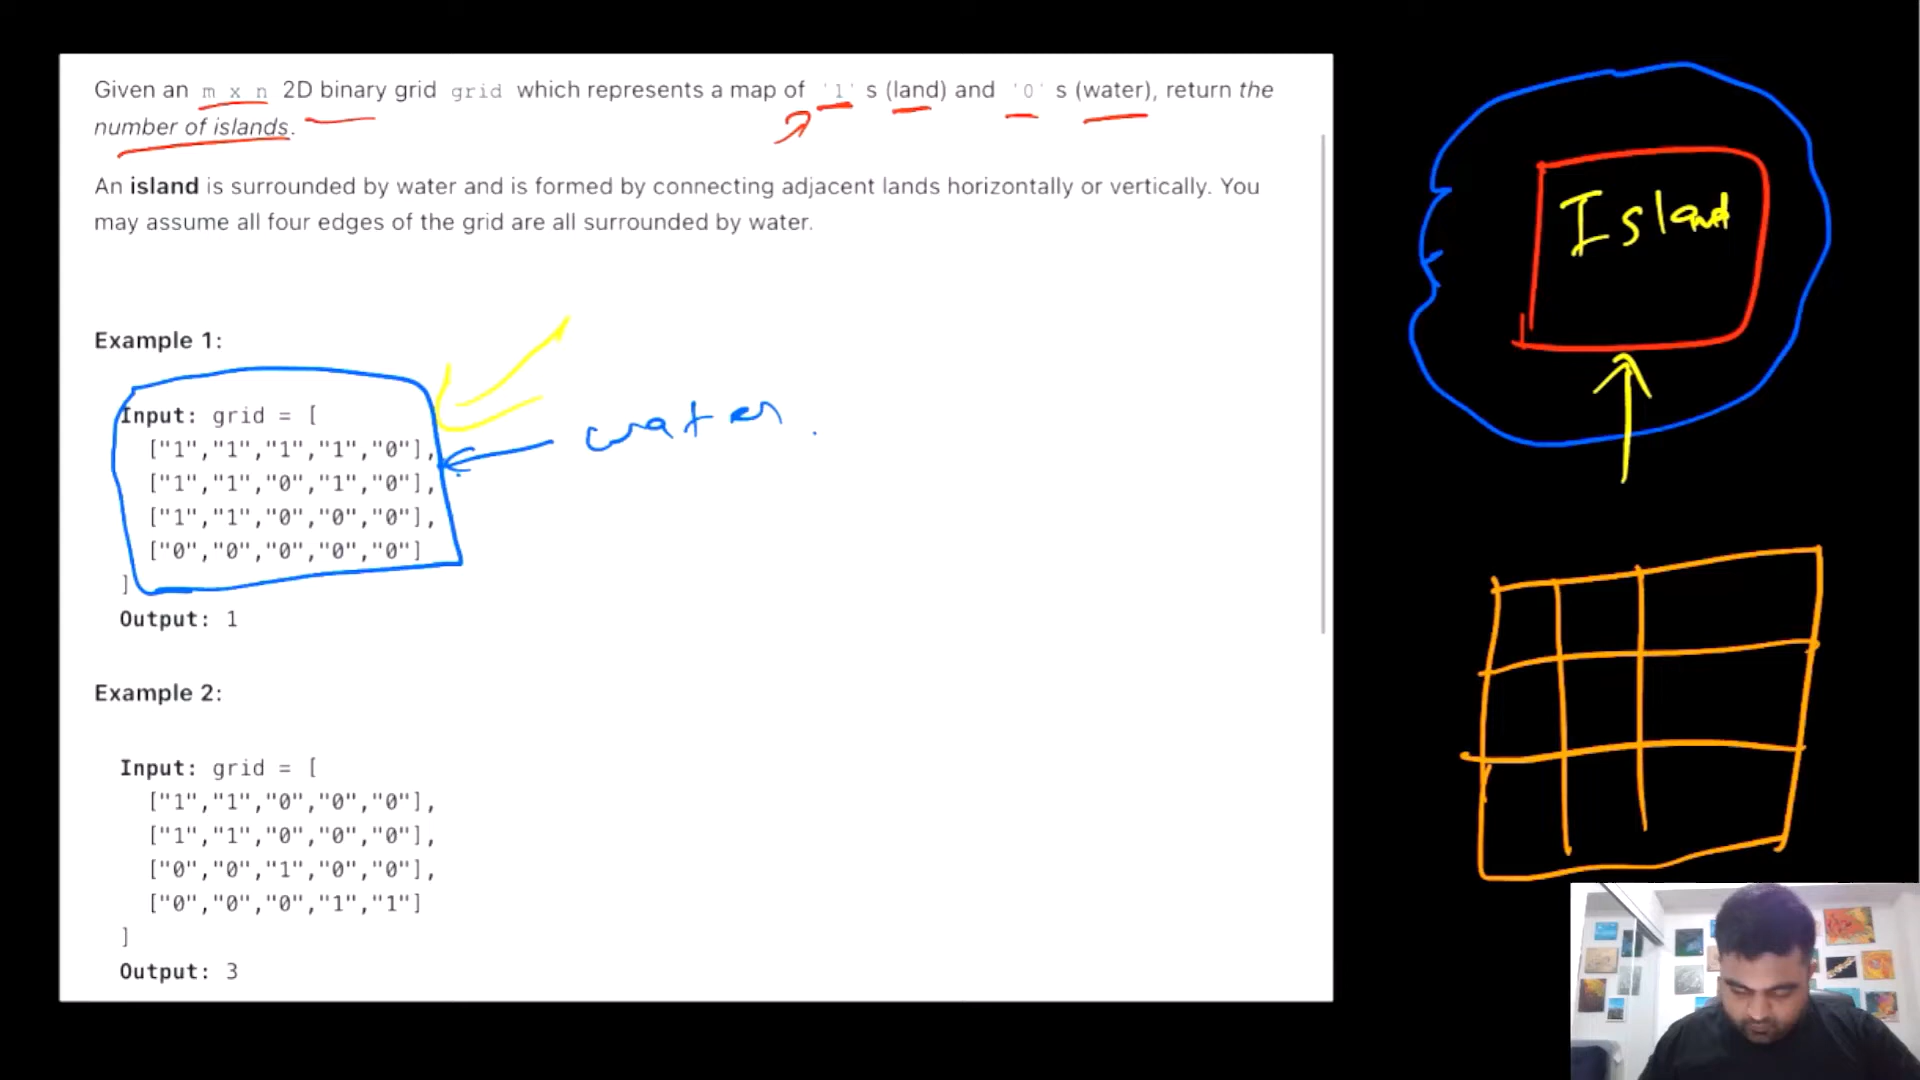 Given an m x n 2D binary grid grid which represents a map of '1' s (land) and '0' s (water), return the
number of islands.
An island is surrounded by water and is formed by connecting adjacent lands horizontally or vertically. You
may assume all four edges of the grid are all surrounded by water.
Example 1:
Input: grid = [
["1","1","1","1","0"],
["1","1","0","1","0"],
["1","1","0","0","0"],
["0","0","0","0","0"]
]
Output: 1
water.
Example 2:
Input: grid = [
["1","1","0","0","0"],
["1","1","0","0","0"],
["0","0","1","0","0"],
["0","0","0","1","1"]
]
Output: 3
Island